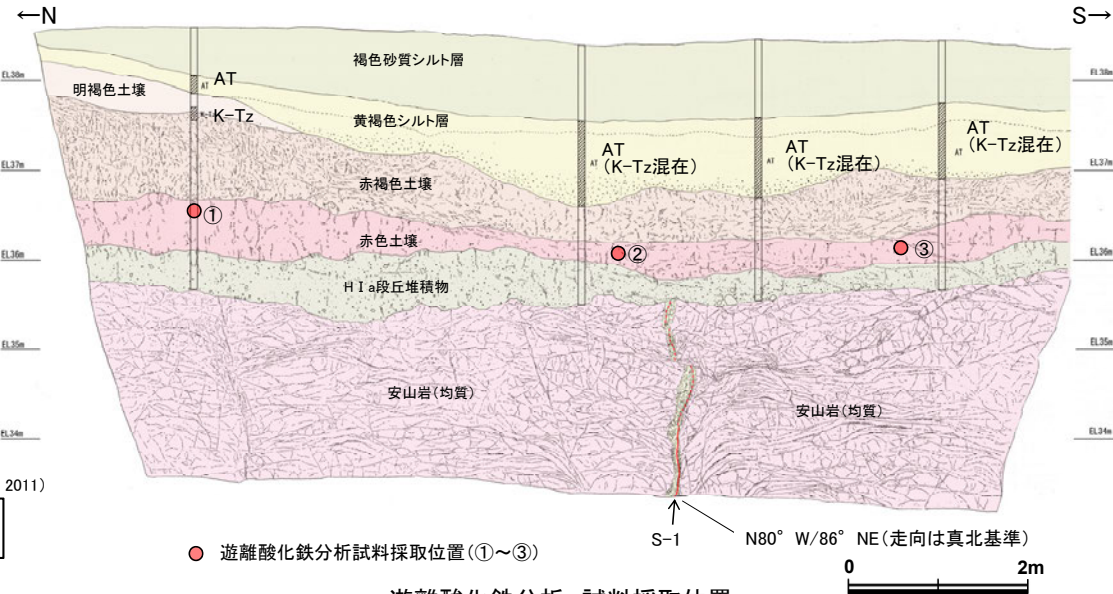 ←N
S→
褐色砂質シルト層
EL38m
EL38m
明褐色土壌
AT
AT
K-Tz
K-Tz
黄褐色シルト層
AT
(K-Tz混在)
AT
AT
(K-Tz混在)
AT
AT
(K-Tz混在)
AT
EL37m
EL37m
赤褐色土壌
①
赤色土壌
②
③
EL36m
EL36m
HⅠa段丘堆積物
EL35m
EL35m
安山岩(均質)
安山岩(均質)
EL34m
EL34m
2011)
S-1
N80°W/86°NE(走向は真北基準)
遊離酸化鉄分析試料採取位置(①~③)
0
2m